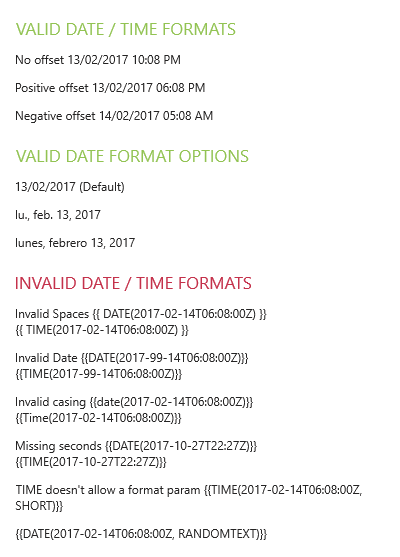 VALID DATE / TIME FORMATS
No offset 13/02/2017 10:08 PM
Positive offset 13/02/2017 06:08 PM
Negative offset 14/02/2017 05:08 AM
VALID DATE FORMAT OPTIONS
13/02/2017 (Default)
lu., feb. 13, 2017
lunes, febrero 13, 2017
INVALID DATE / TIME FORMATS
Invalid Spaces {{ DATE(2017-02-14T06:08:00Z) }}
{{ TIME(2017-02-14T06:08:00Z) }}
Invalid Date {{DATE(2017-99-14T06:08:00Z)}}
{{TIME(2017-99-14T06:08:00Z)}}
Invalid casing {{date(2017-02-14T06:08:00Z)}}
{{Time(2017-02-14T06:08:00Z)}}
Missing seconds {{DATE(2017-10-27T22:27Z)}}
{{TIME(2017-10-27T22:27Z)}}
TIME doesn't allow a format param {{TIME(2017-02-14T06:08:00Z,
SHORT)}}
{{DATE(2017-02-14T06:08:00Z, RANDOMTEXT)}}